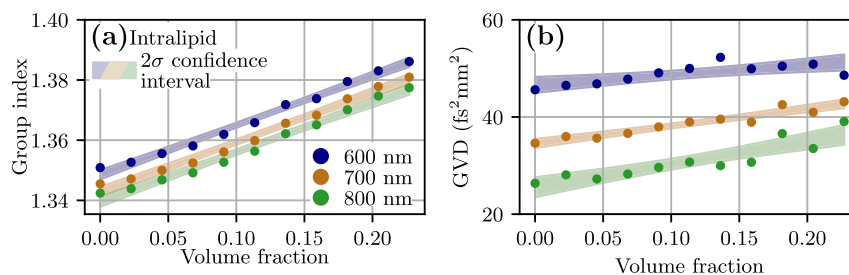 (a) Intralipid
2σ confidence
interval
Group index
1.40
1.38
1.36
1.34
600 nm
700 nm
800 nm
0.00 0.05 0.10 0.15 0.20
Volume fraction
(b)
GVD (fs²mm²)
60
40
20
0.00 0.05 0.10 0.15 0.20
Volume fraction